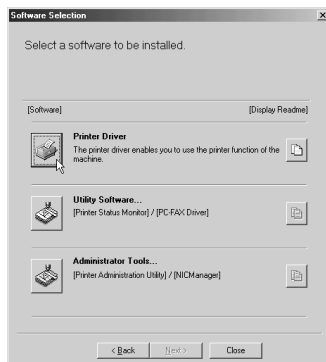 Software Selection
Select a software to be installed.
[Software] [Display Readme]
Printer Driver
The printer driver enables you to use the printer function of the
machine.
Utility Software...
[Printer Status Monitor] / [PC-FAX Driver]
Administrator Tools...
[Printer Administration Utility] / [NICManager]
< Back Next > Close